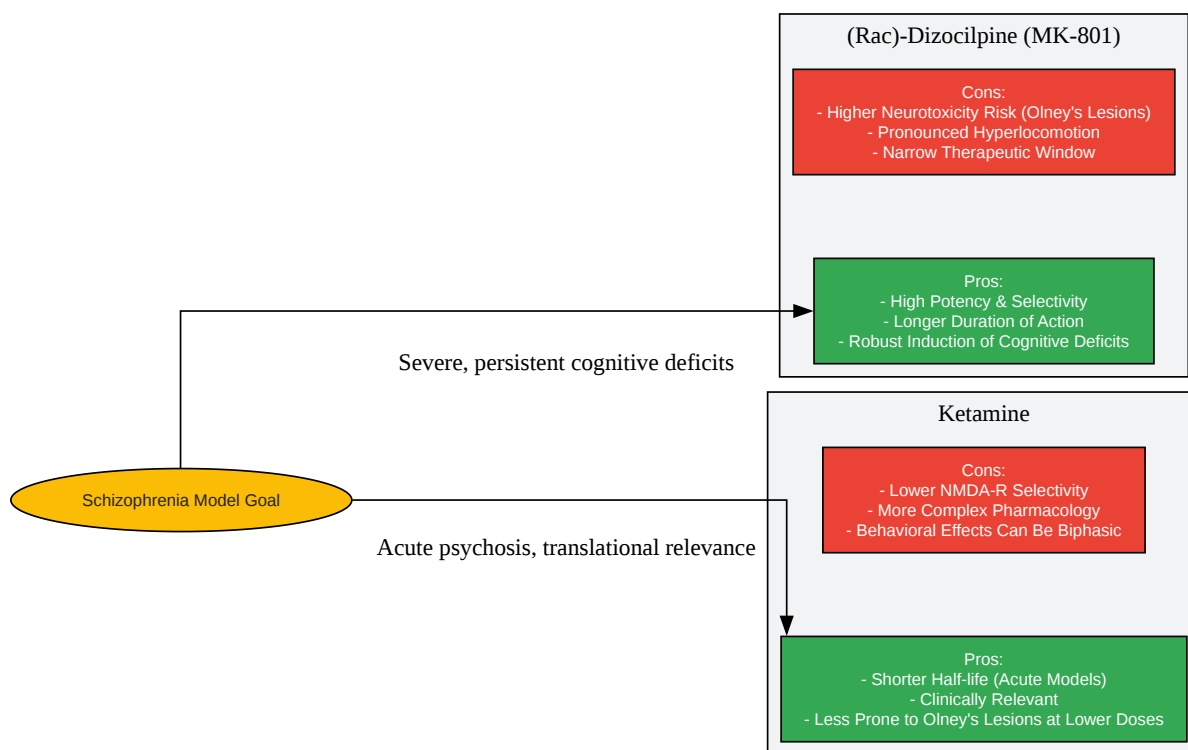 (Rac)-Dizocilpine (MK-801)
Cons:
- Higher Neurotoxicity Risk (Olney's Lesions)
- Pronounced Hyperlocomotion
- Narrow Therapeutic Window
Pros:
- High Potency & Selectivity
- Longer Duration of Action
- Robust Induction of Cognitive Deficits
Severe, persistent cognitive deficits
Ketamine
Cons:
- Lower NMDA-R Selectivity
- More Complex Pharmacology
- Behavioral Effects Can Be Biphasic
Schizophrenia Model Goal
Acute psychosis, translational relevance
Pros:
- Shorter Half-life (Acute Models)
- Clinically Relevant
- Less Prone to Olney's Lesions at Lower Doses